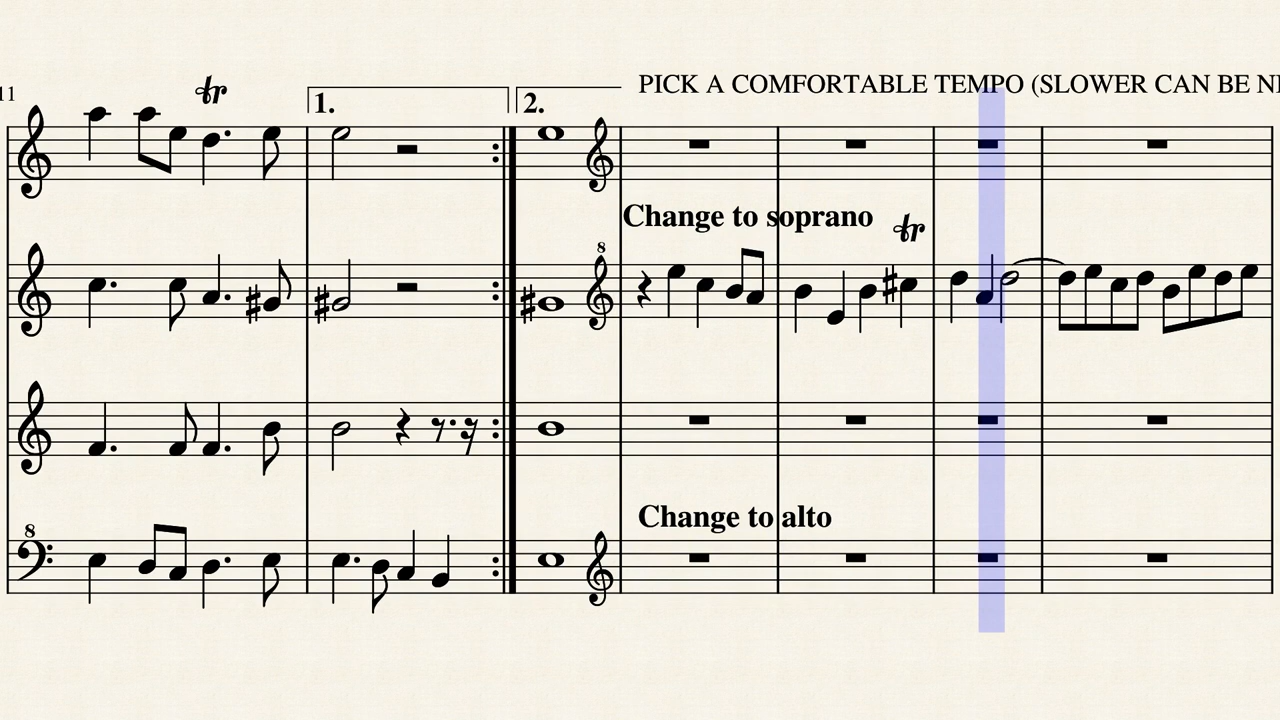 PICK A COMFORTABLE TEMPO (SLOWER CAN BE
11
tr
1.
2.
Change to soprano
tr
8
Change to alto
8